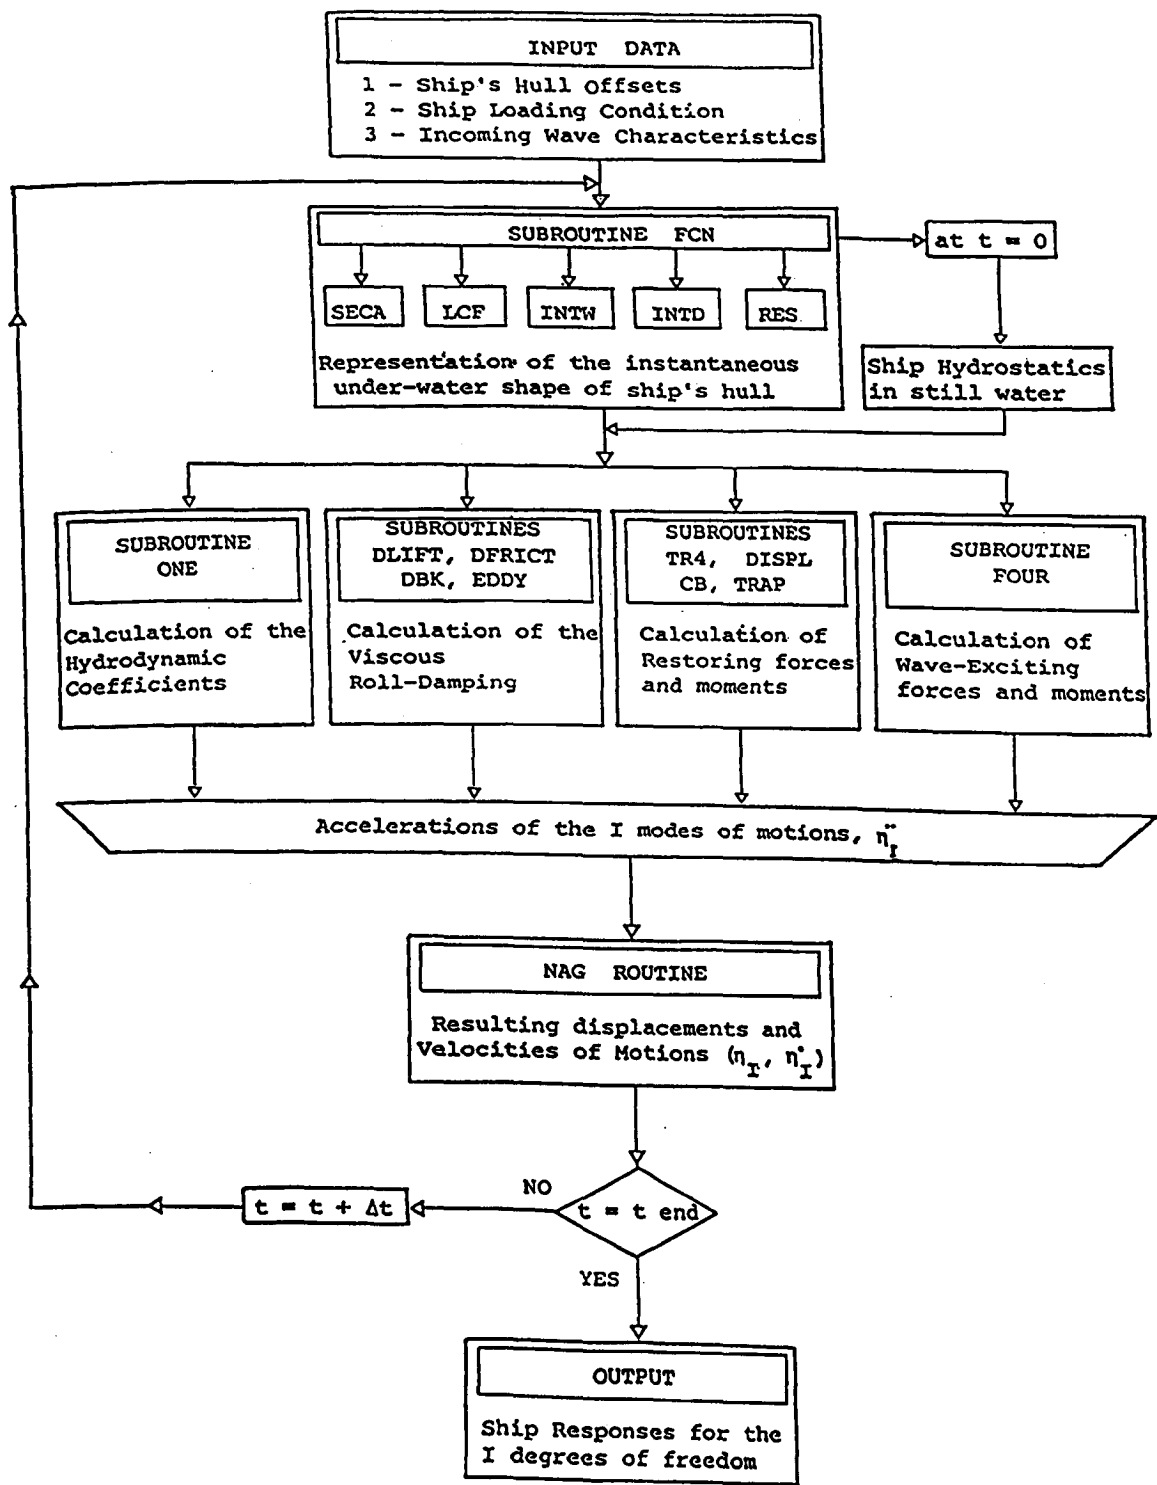 INPUT DATA
1 - Ship's Hull Offsets
2 - Ship Loading Condition
3 - Incoming Wave Characteristics
SUBROUTINE FCN
at t = 0
SECA
LCF
INTW
INTD
RES
Representation of the instantaneous
under-water shape of ship's hull
Ship Hydrostatics
in still water
SUBROUTINE
ONE
Calculation of the
Hydrodynamic
Coefficients
SUBROUTINES
DLIFT, DFRICT
DBK, EDDY
Calculation of the
Viscous
Roll-Damping
SUBROUTINES
TR4, DISPL
CB, TRAP
Calculation of
Restoring forces
and moments
SUBROUTINE
FOUR
Calculation of
Wave-Exciting
forces and moments
Accelerations of the I modes of motions, η̈_I
NAG ROUTINE
Resulting displacements and
Velocities of Motions (η_I, η̇_I)
t = t end
NO
t = t + Δt
YES
OUTPUT
Ship Responses for the
I degrees of freedom